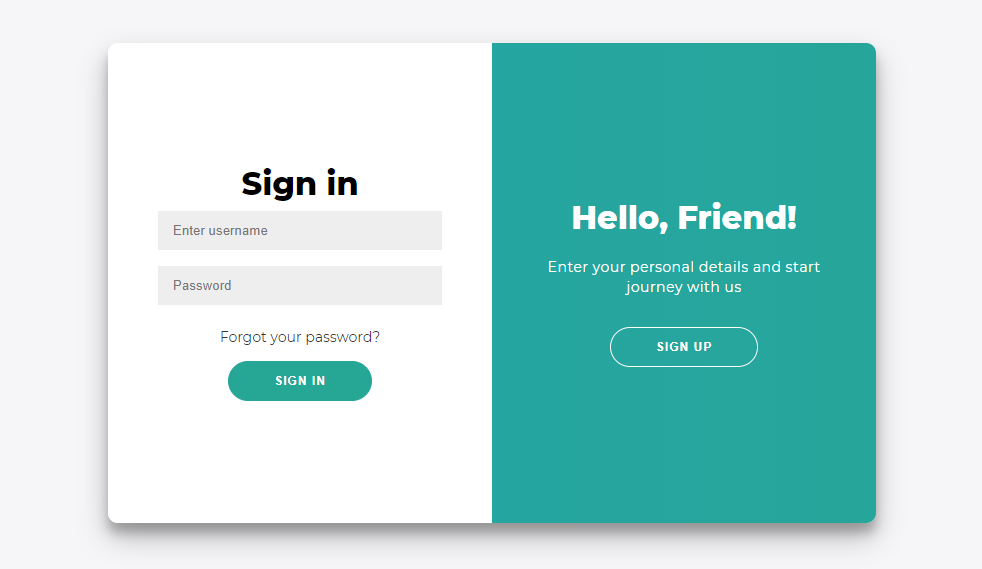 Sign in
Enter username
Password
Forgot your password?
SIGN IN
Hello, Friend!
Enter your personal details and start
journey with us
SIGN UP